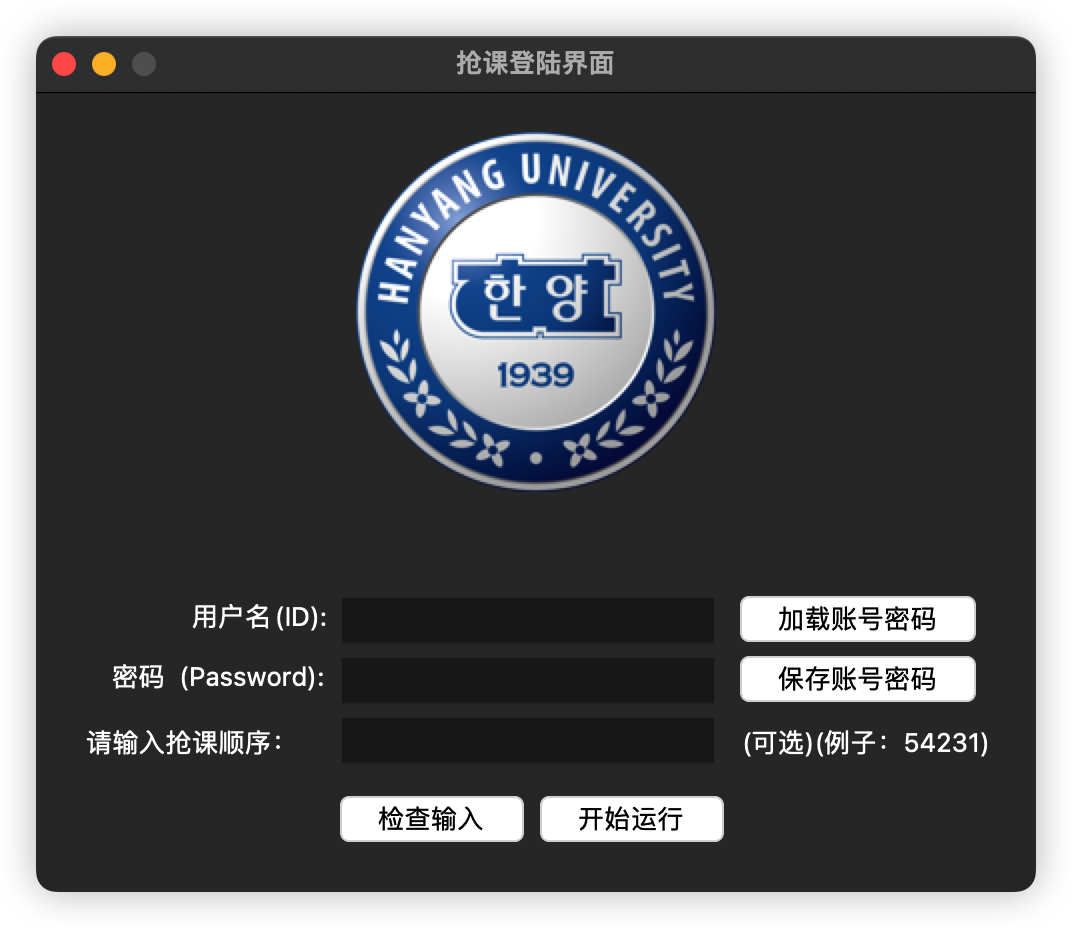 抢课登陆界面
HANYANG UNIVERSITY
한양
1939
用户名(ID):
加载账号密码
密码 (Password):
保存账号密码
请输入抢课顺序：
(可选)(例子：54231)
检查输入
开始运行